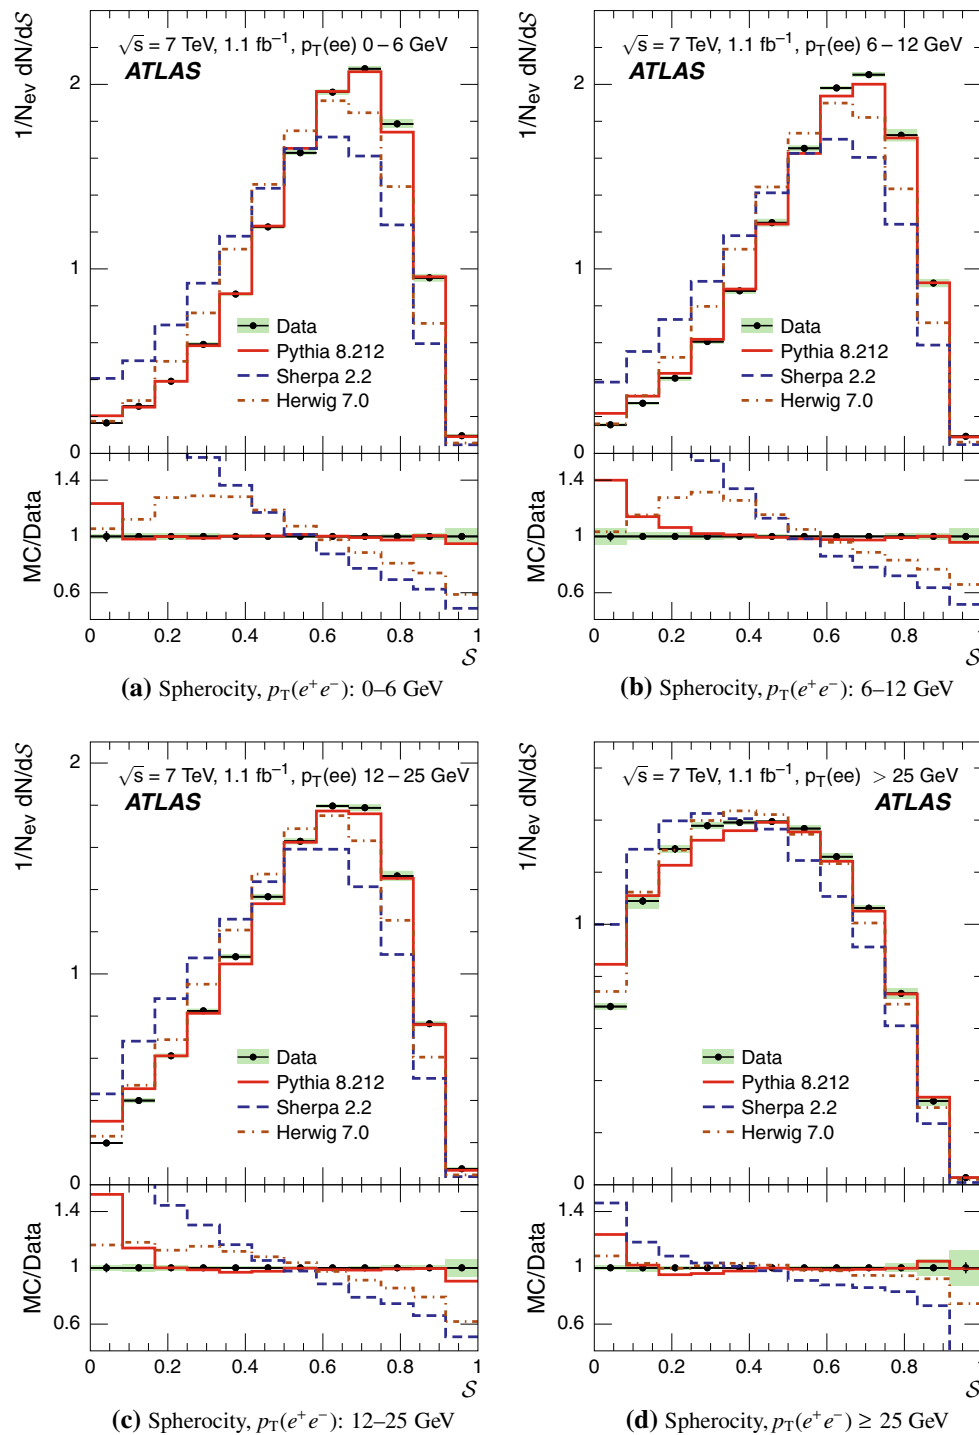 √s = 7 TeV, 1.1 fb⁻¹, p_T(ee) 0 – 6 GeV
ATLAS
1/N_ev dN/dS
2
1
0
Data
Pythia 8.212
Sherpa 2.2
Herwig 7.0
MC/Data
1.4
1
0.6
0 0.2 0.4 0.6 0.8 1
S
(a) Spherocity, p_T(e⁺e⁻): 0–6 GeV
√s = 7 TeV, 1.1 fb⁻¹, p_T(ee) 6 – 12 GeV
ATLAS
1/N_ev dN/dS
2
1
0
Data
Pythia 8.212
Sherpa 2.2
Herwig 7.0
MC/Data
1.4
1
0.6
0 0.2 0.4 0.6 0.8 1
S
(b) Spherocity, p_T(e⁺e⁻): 6–12 GeV
√s = 7 TeV, 1.1 fb⁻¹, p_T(ee) 12 – 25 GeV
ATLAS
1/N_ev dN/dS
2
1
0
Data
Pythia 8.212
Sherpa 2.2
Herwig 7.0
MC/Data
1.4
1
0.6
0 0.2 0.4 0.6 0.8 1
S
(c) Spherocity, p_T(e⁺e⁻): 12–25 GeV
√s = 7 TeV, 1.1 fb⁻¹, p_T(ee) > 25 GeV
ATLAS
1/N_ev dN/dS
1
0
Data
Pythia 8.212
Sherpa 2.2
Herwig 7.0
MC/Data
1.4
1
0.6
0 0.2 0.4 0.6 0.8 1
S
(d) Spherocity, p_T(e⁺e⁻) ≥ 25 GeV